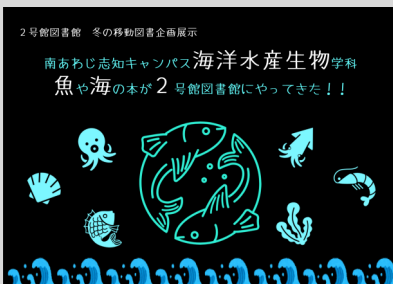 ２号館図書館　冬の移動図書企画展示
南あわじ志知キャンパス海洋水産生物学科
魚や海の本が２号館図書館にやってきた！！